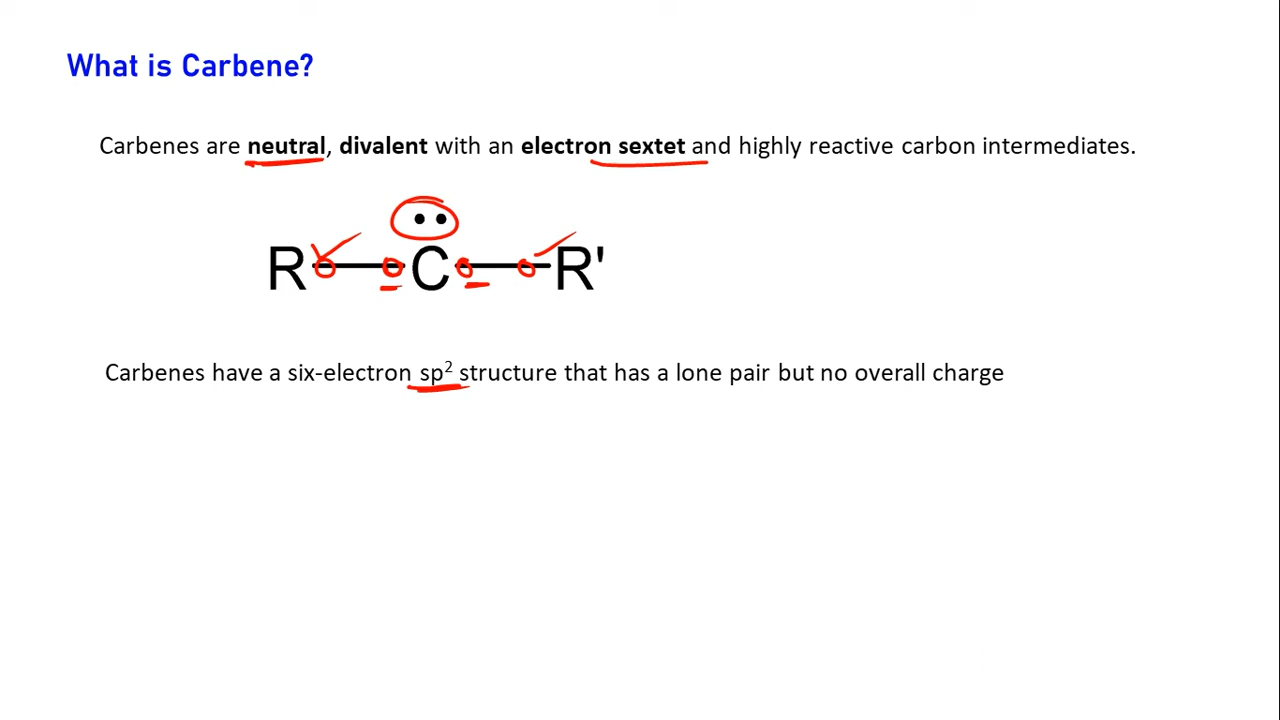 What is Carbene?
Carbenes are neutral, divalent with an electron sextet and highly reactive carbon intermediates.
R—C—R'
Carbenes have a six-electron sp² structure that has a lone pair but no overall charge